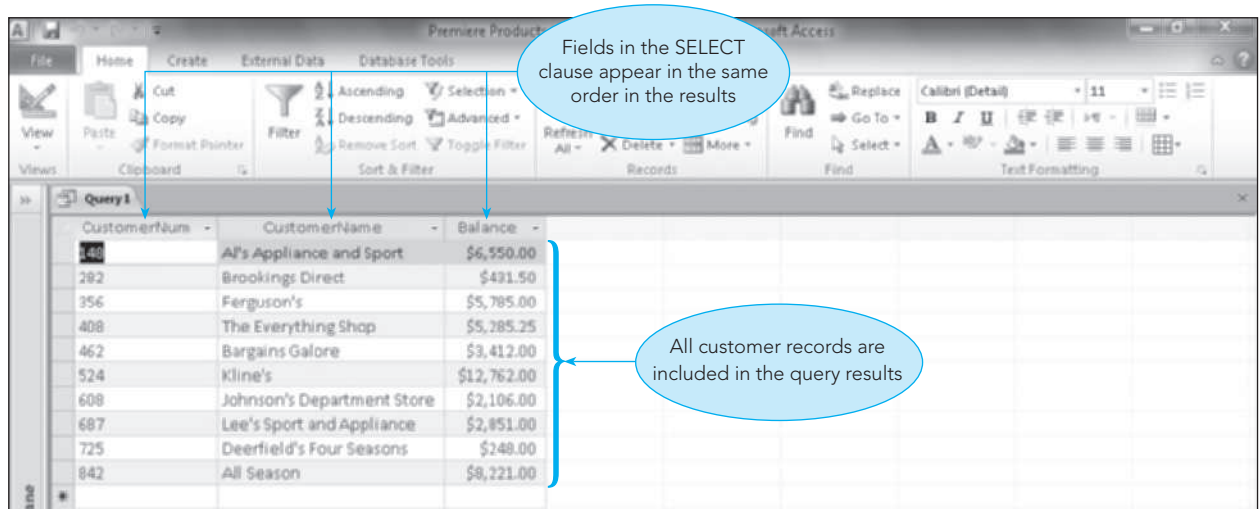 Premiere Product
soft Access
File Home Create External Data Database Tools
Fields in the SELECT
clause appear in the same
order in the results
View
Paste
Cut
Copy
Format Painter
Filter
Ascending
Descending
Remove Sort
Selection
Advanced
Toggle Filter
All
Delete
More
Find
Replace
Go To
Select
Calibri (Detail) 11
B I U
A
Views Clipboard Sort & Filter Records Find Text Formatting
Query1
CustomerNum CustomerName Balance
148 Al's Appliance and Sport $6,550.00
282 Brookings Direct $431.50
356 Ferguson's $5,785.00
408 The Everything Shop $5,285.25
462 Bargains Galore $3,412.00
524 Kline's $12,762.00
608 Johnson's Department Store $2,106.00
687 Lee's Sport and Appliance $2,851.00
725 Deerfield's Four Seasons $248.00
842 All Season $8,221.00
All customer records are
included in the query results